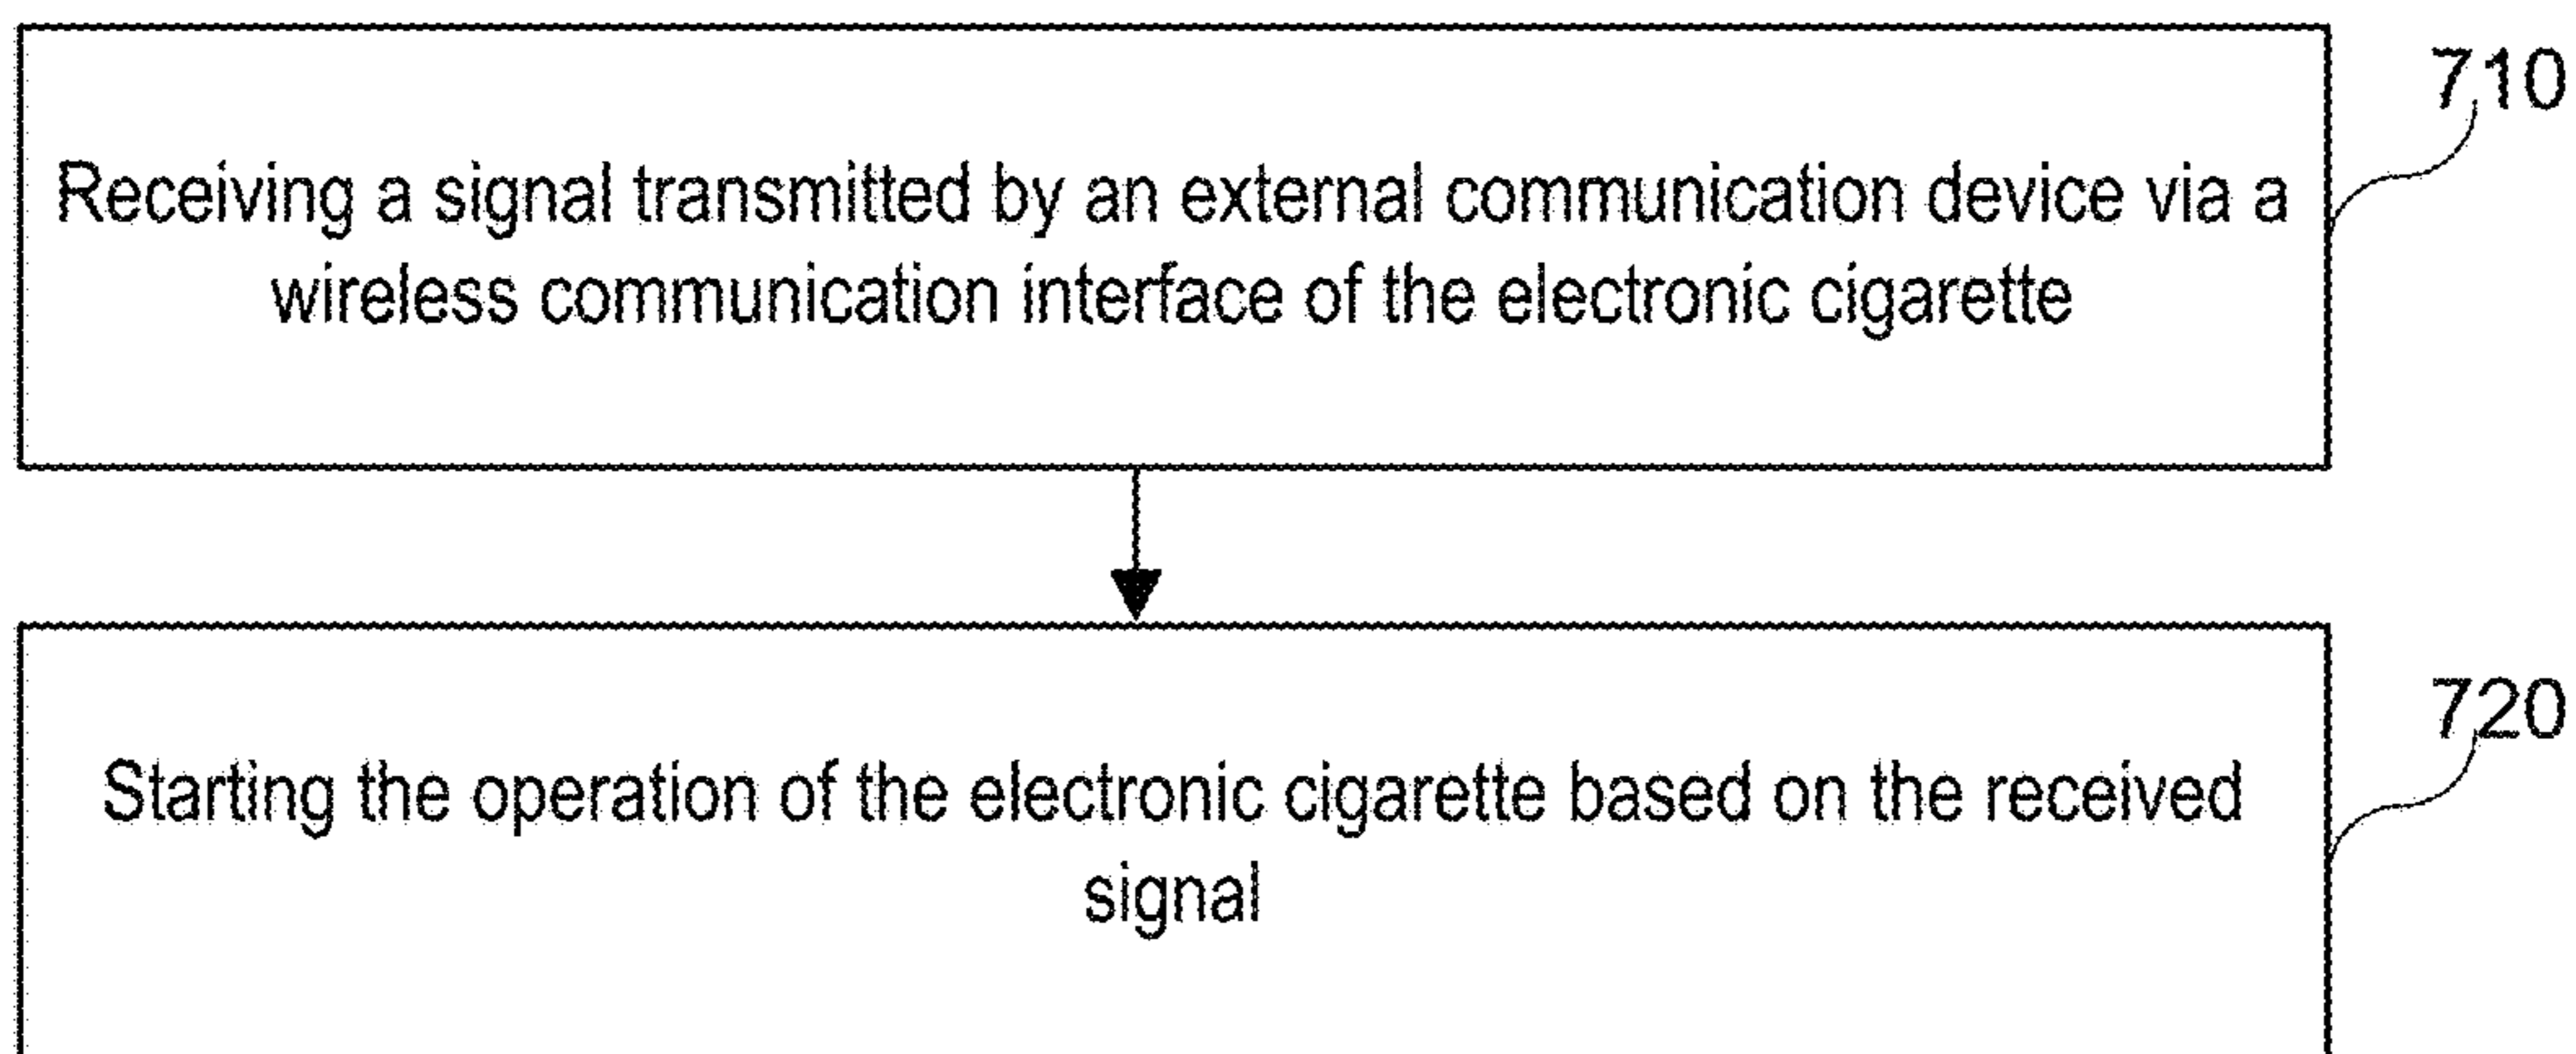 710
Receiving a signal transmitted by an external communication device via a
wireless communication interface of the electronic cigarette
720
Starting the operation of the electronic cigarette based on the received
signal